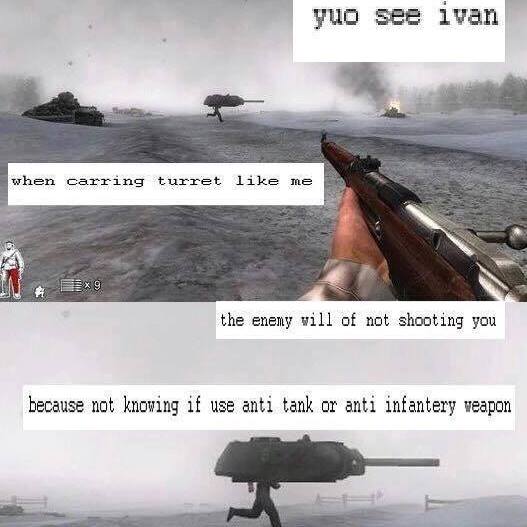 yuo see ivan
when carring turret like me
x 9
the enemy will of not shooting you
because not knowing if use anti tank or anti infantery weapon